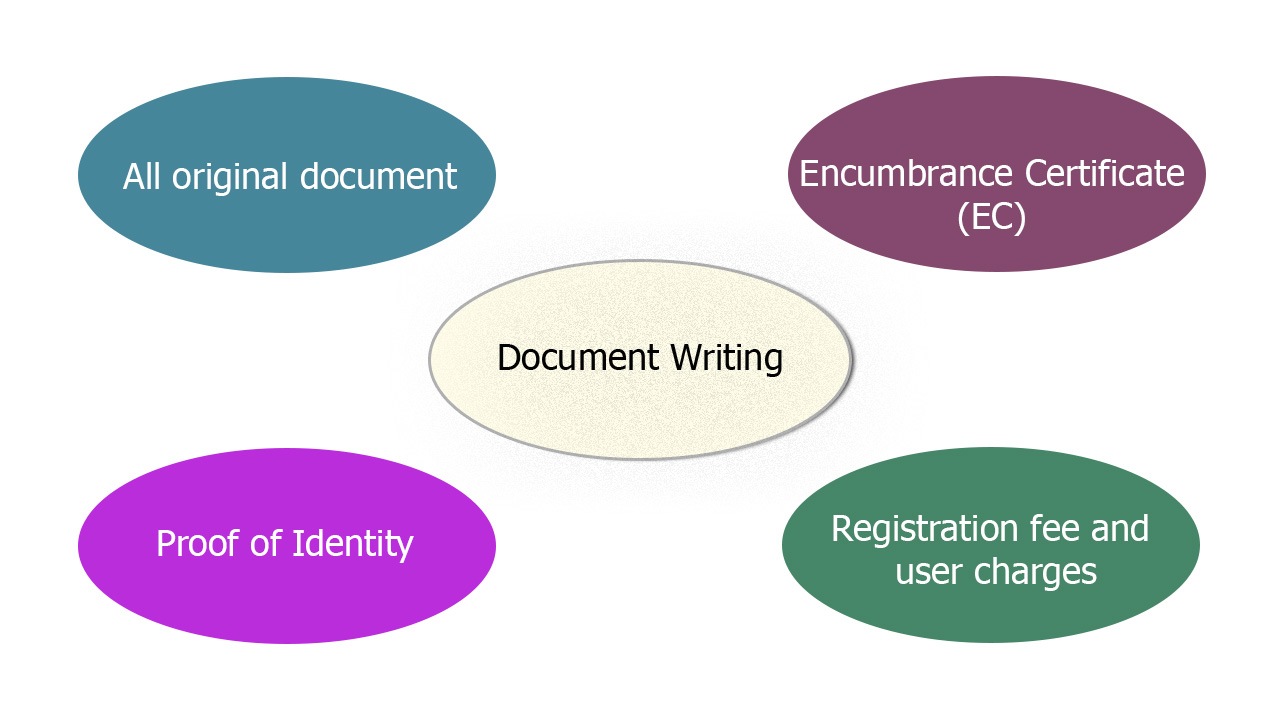 All original document
Encumbrance Certificate
(EC)
Document Writing
Proof of Identity
Registration fee and
user charges